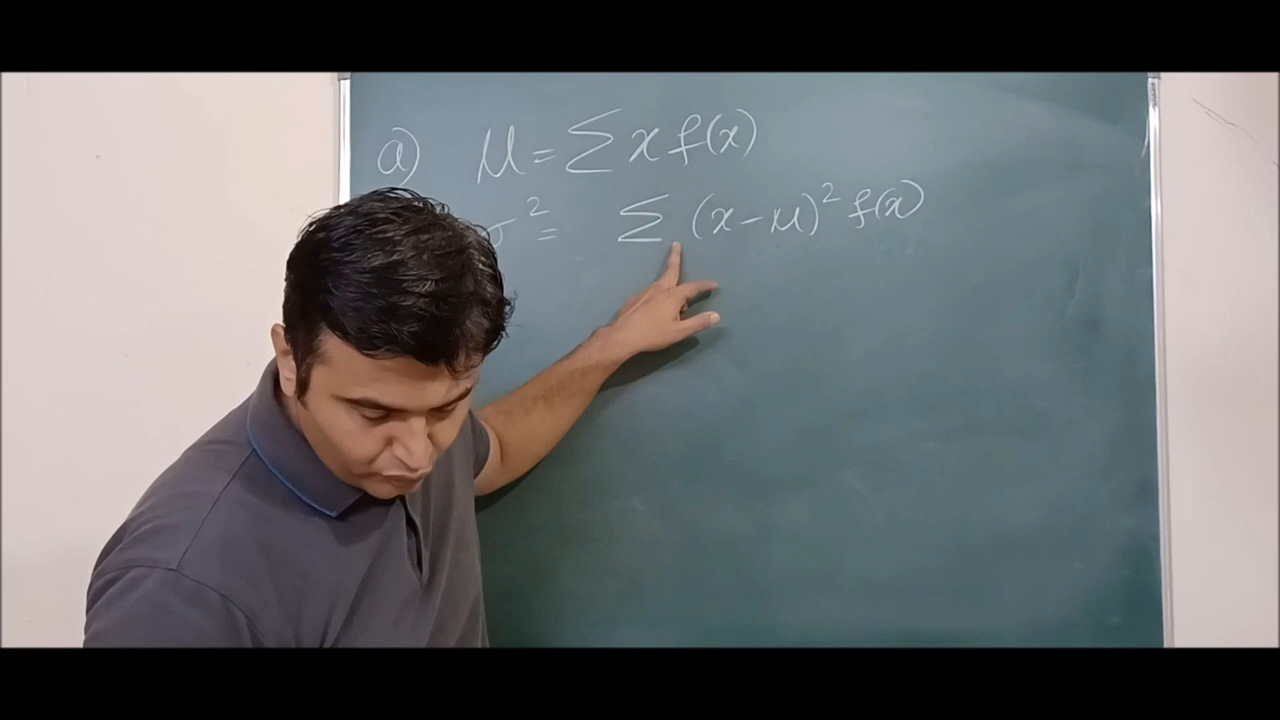 a) μ = Σ x f(x)
σ² = Σ (x-μ)² f(x)